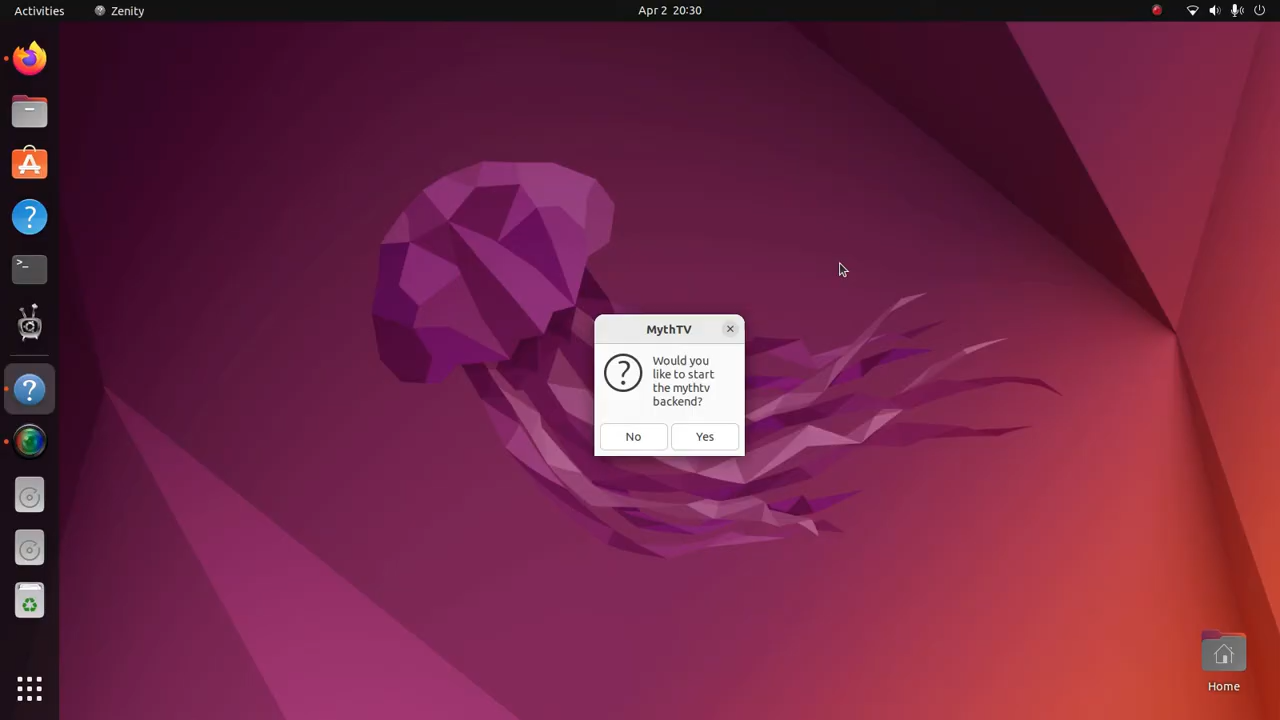 Activities
Zenity
Apr 2 20:30
MythTV
Would you
like to start
the mythtv
backend?
No
Yes
Home